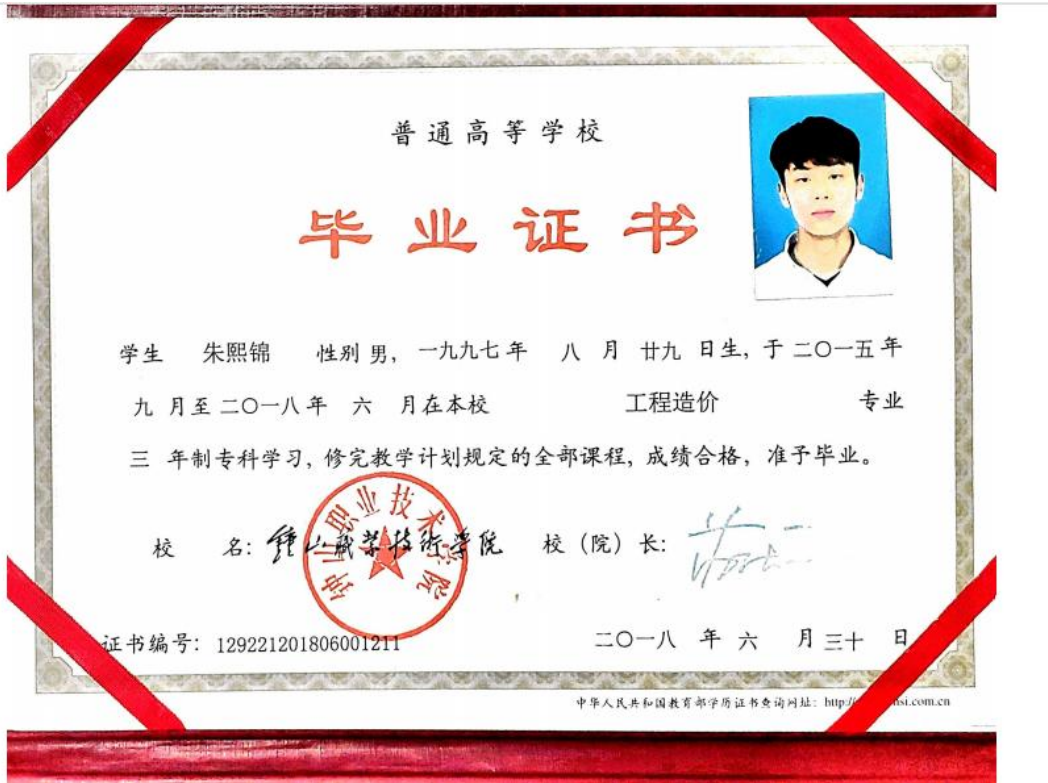 普通高等学校
毕业证书
学生 朱熙锦 性别 男, 一九九七 年 八 月 廿九 日生, 于 二〇一五 年
九 月至 二〇一八 年 六 月在本校 工程造价 专业
三 年制专科学习, 修完教学计划规定的全部课程, 成绩合格, 准予毕业。
校 名: 鍾山職業技術學院 校 (院) 长:
钟山职业技术学院
证书编号: 129221201806001211 二〇一八 年 六 月 三十 日
中华人民共和国教育部学历证书查询网址: http://